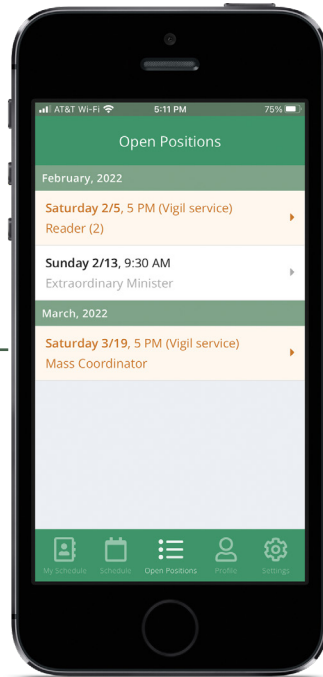 AT&T Wi-Fi 5:11 PM 75%
Open Positions
February, 2022
Saturday 2/5, 5 PM (Vigil service)
Reader (2)
Sunday 2/13, 9:30 AM
Extraordinary Minister
March, 2022
Saturday 3/19, 5 PM (Vigil service)
Mass Coordinator
My Schedule Schedule Open Positions Profile Settings